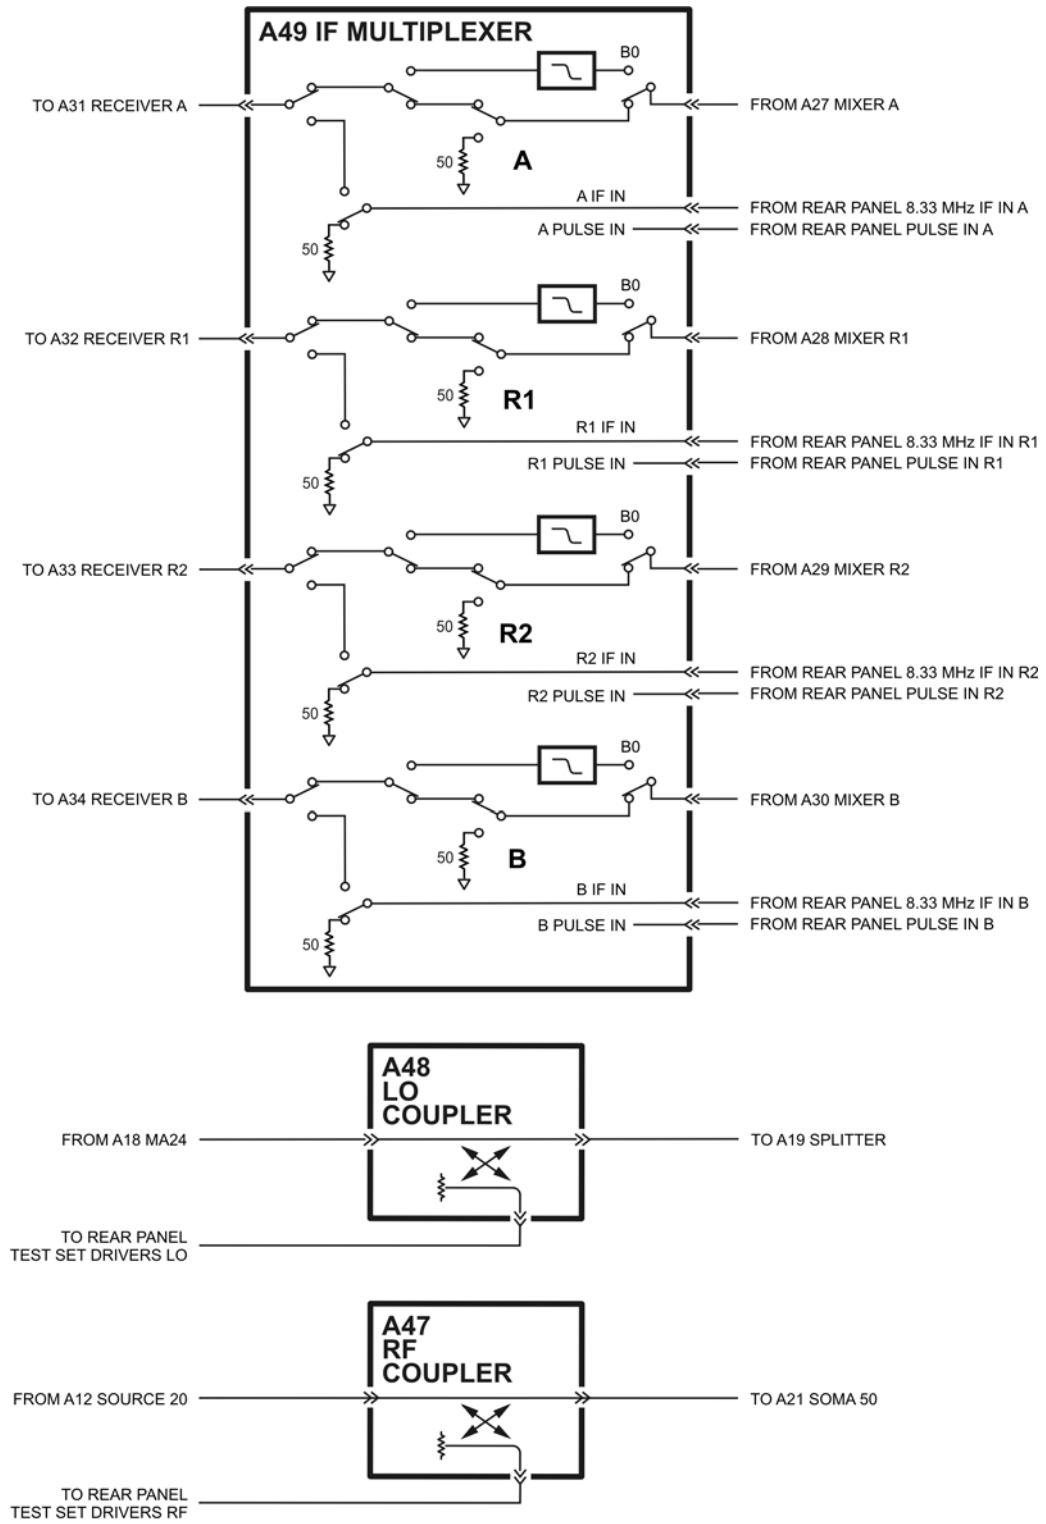 A49 IF MULTIPLEXER
B0
TO A31 RECEIVER A
FROM A27 MIXER A
50
A
A IF IN
FROM REAR PANEL 8.33 MHz IF IN A
A PULSE IN
FROM REAR PANEL PULSE IN A
50
B0
TO A32 RECEIVER R1
FROM A28 MIXER R1
50
R1
R1 IF IN
FROM REAR PANEL 8.33 MHz IF IN R1
R1 PULSE IN
FROM REAR PANEL PULSE IN R1
50
B0
TO A33 RECEIVER R2
FROM A29 MIXER R2
50
R2
R2 IF IN
FROM REAR PANEL 8.33 MHz IF IN R2
R2 PULSE IN
FROM REAR PANEL PULSE IN R2
50
B0
TO A34 RECEIVER B
FROM A30 MIXER B
50
B
B IF IN
FROM REAR PANEL 8.33 MHz IF IN B
B PULSE IN
FROM REAR PANEL PULSE IN B
50
A48
LO
COUPLER
FROM A18 MA24
TO A19 SPLITTER
TO REAR PANEL
TEST SET DRIVERS LO
A47
RF
COUPLER
FROM A12 SOURCE 20
TO A21 SOMA 50
TO REAR PANEL
TEST SET DRIVERS RF